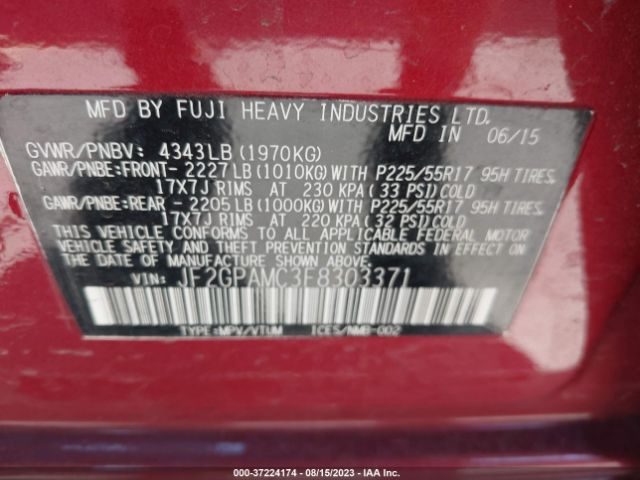 MFD BY FUJI HEAVY INDUSTRIES LTD.
MFD IN 06/15
GVWR/PNBV: 4343LB(1970KG)
GAWR/PNBE:FRONT- 2227LB(1010KG)WITH P225/55R17 95H TIRES,
17X7J RIMS AT 230 KPA(33 PSI)COLD
GAWR/PNBE:REAR - 2205LB(1000KG)WITH P225/55R17 95H TIRES,
17X7J RIMS AT 220 KPA(32 PSI)COLD
THIS VEHICLE CONFORMS TO ALL APPLICABLE FEDERAL MOTOR
VEHICLE SAFETY AND THEFT PREVENTION STANDARDS IN EFFECT ON
THE DATE OF MANUFACTURE SHOWN ABOVE.
VIN: JF2GPAMC3F8303371
TYPE:MPV/VTUM ICES/NMB-002
000-37224174 - 08/15/2023 - IAA Inc.